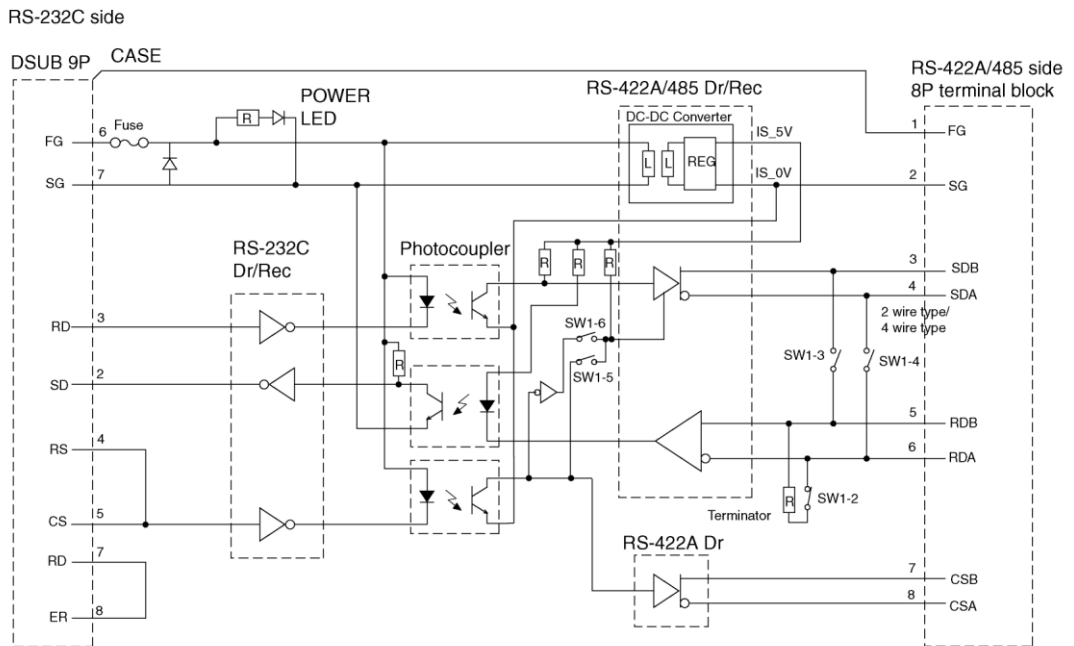 RS-232C side
DSUB 9P
CASE
RS-422A/485 side
8P terminal block
POWER
LED
RS-422A/485 Dr/Rec
DC-DC Converter
Fuse
FG
6
R
L
L
REG
IS_5V
1
FG
SG
7
IS_0V
2
SG
RS-232C
Dr/Rec
Photocoupler
R
R
R
3
SDB
4
SDA
2 wire type/
4 wire type
RD
3
SW1-6
SW1-5
SW1-3
SW1-4
R
SD
2
5
RDB
RS
4
6
RDA
R
SW1-2
Terminator
CS
5
RS-422A Dr
RD
7
7
CSB
ER
8
8
CSA